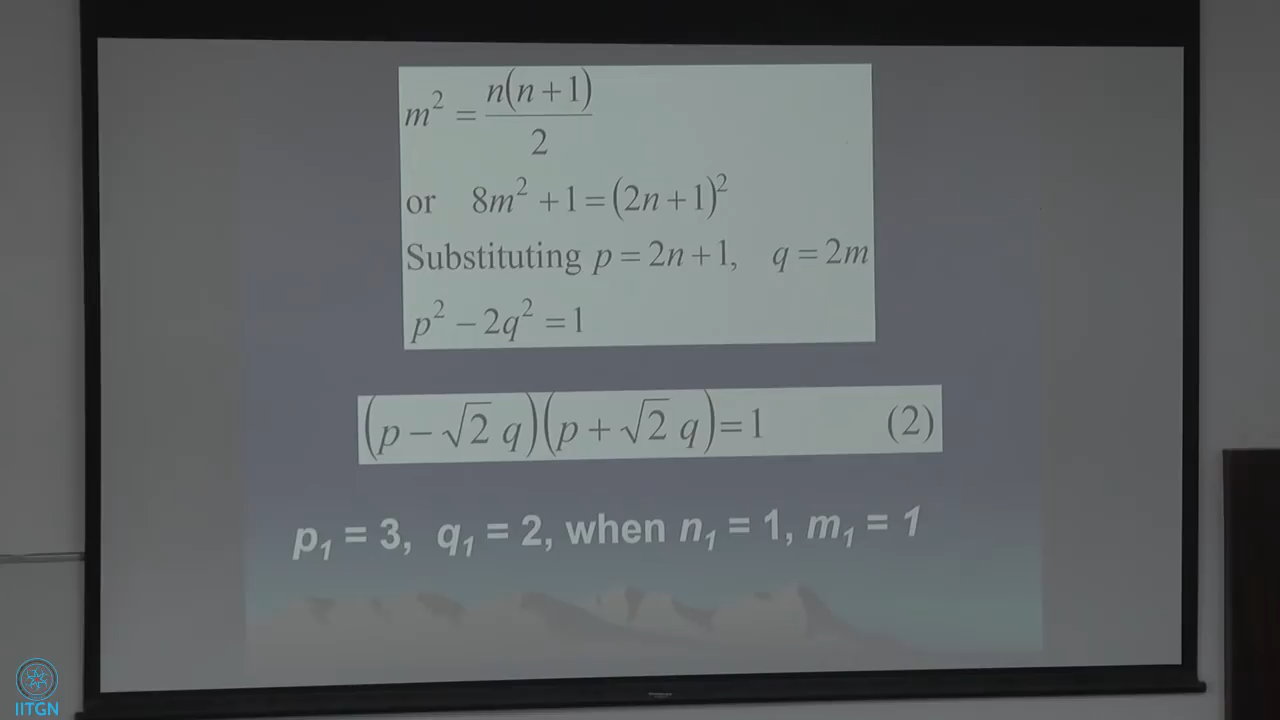 m² = n(n+1)/2
or 8m² + 1 = (2n + 1)²
Substituting p = 2n + 1, q = 2m
p² − 2q² = 1
(p − √2 q)(p + √2 q) = 1 (2)
p₁ = 3, q₁ = 2, when n₁ = 1, m₁ = 1
IITGN